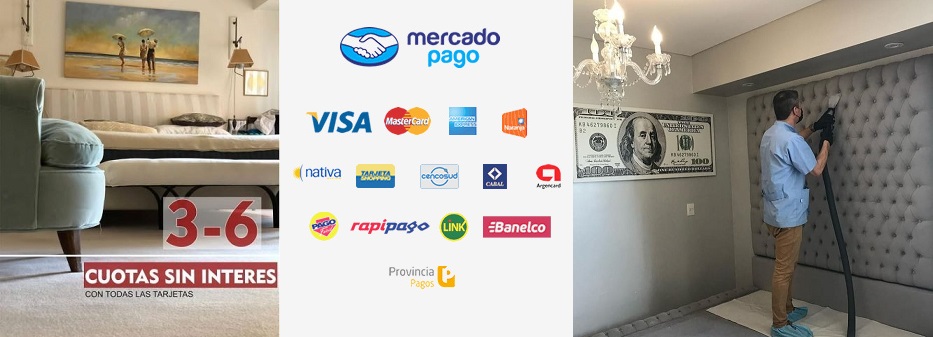 3-6
CUOTAS SIN INTERES
CON TODAS LAS TARJETAS
mercado
pago
VISA
MasterCard
AMERICAN
EXPRESS
Naranja
nativa
TARJETA
SHOPPING
cencosud
CABAL
Argencard
PAGO
rapipago
LINK
Banelco
Provincia
Pagos
100